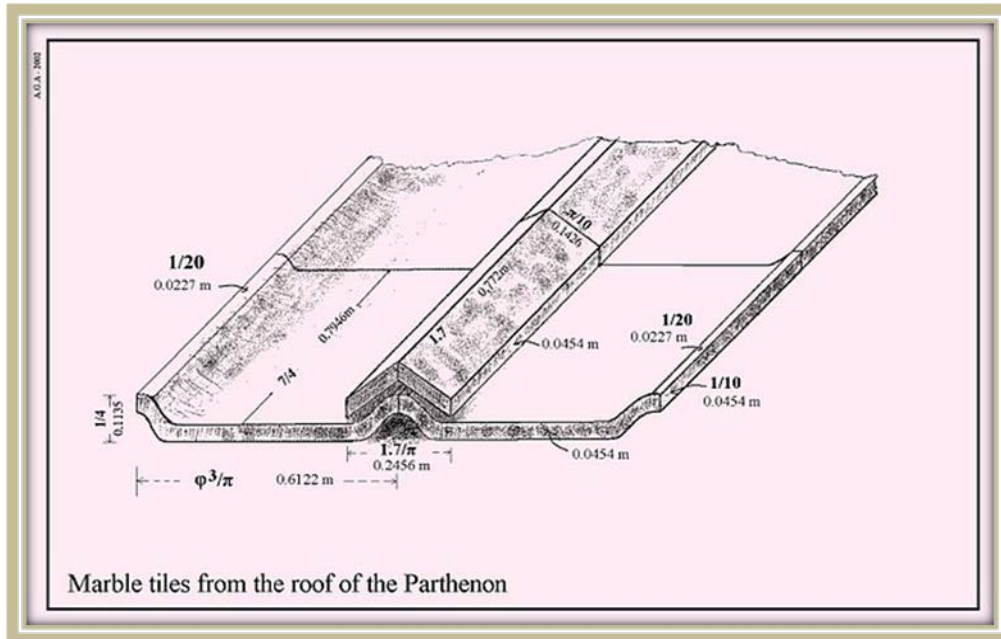 A.G.A - 2002
π/10
0.1426
1/20
0.0227 m
0,772m
0.7946m
1.7
1/20
0.0227 m
0.0454 m
7/4
1/10
0.0454 m
1/4
0.1135
1.7/π
0.2456 m
0.0454 m
φ³/π
0.6122 m
Marble tiles from the roof of the Parthenon